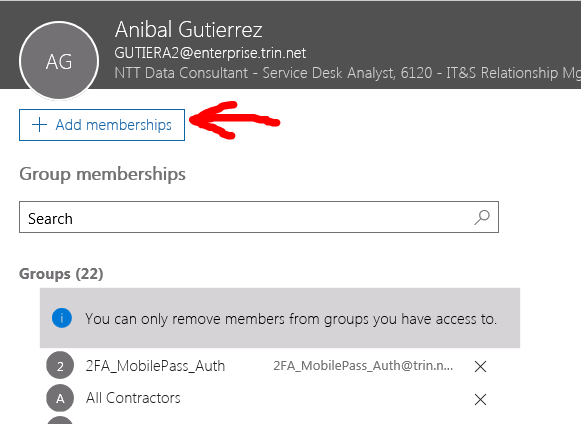 AG
Anibal Gutierrez
GUTIERA2@enterprise.trin.net
NTT Data Consultant - Service Desk Analyst, 6120 - IT&S Relationship Mg
+ Add memberships
Group memberships
Search
Groups (22)
You can only remove members from groups you have access to.
2 2FA_MobilePass_Auth 2FA_MobilePass_Auth@trin.n...
A All Contractors